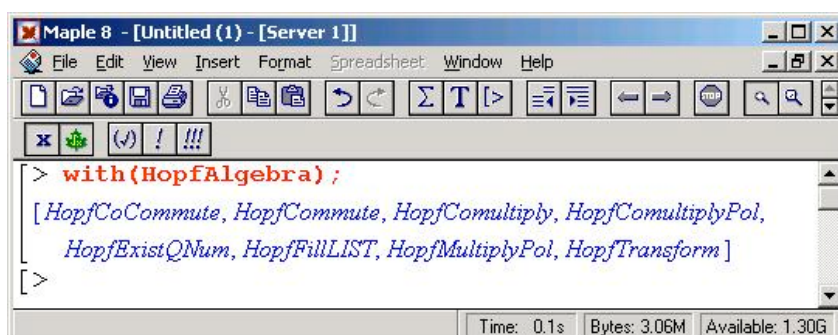 Maple 8 - [Untitled (1) - [Server 1]]
File Edit View Insert Format Spreadsheet Window Help
Σ T [> STOP
x (√) ! !!!
[> with(HopfAlgebra);
[HopfCoCommute, HopfCommute, HopfComultiply, HopfComultiplyPol,
HopfExistQNum, HopfFillLIST, HopfMultiplyPol, HopfTransform]
[>
Time: 0.1s Bytes: 3.06M Available: 1.30G